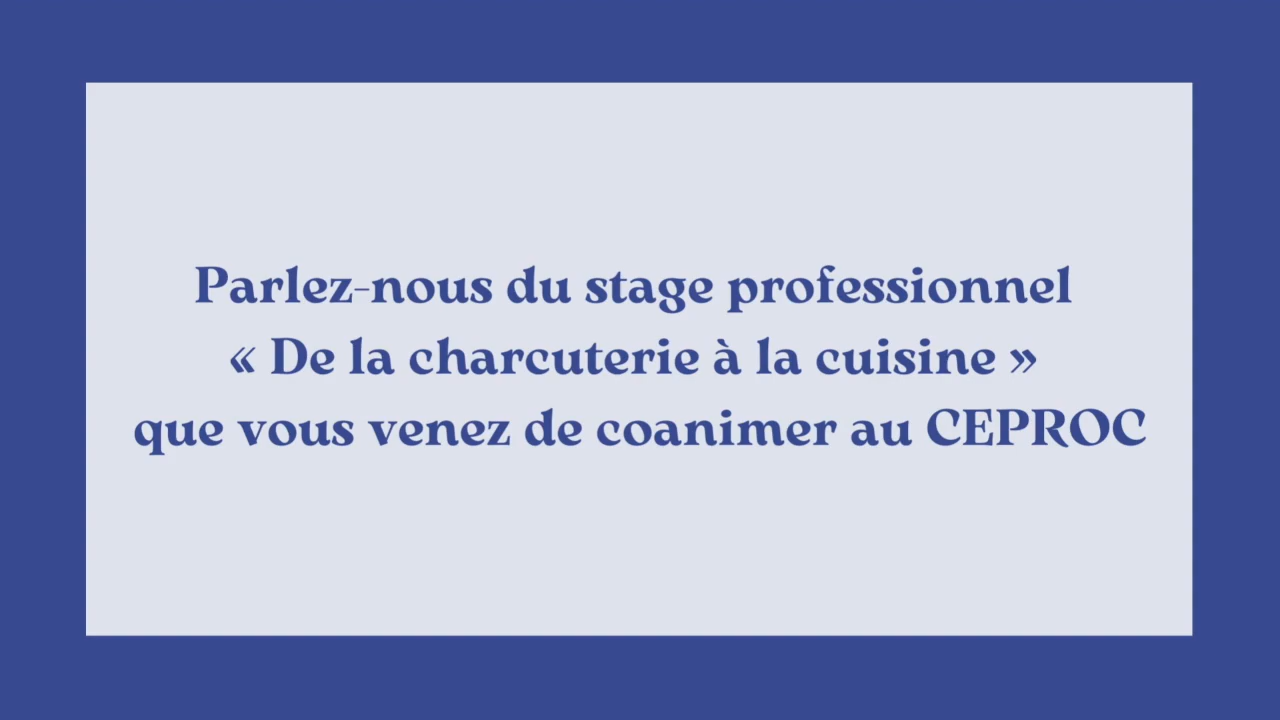 Parlez-nous du stage professionnel
« De la charcuterie à la cuisine »
que vous venez de coanimer au CEPROC